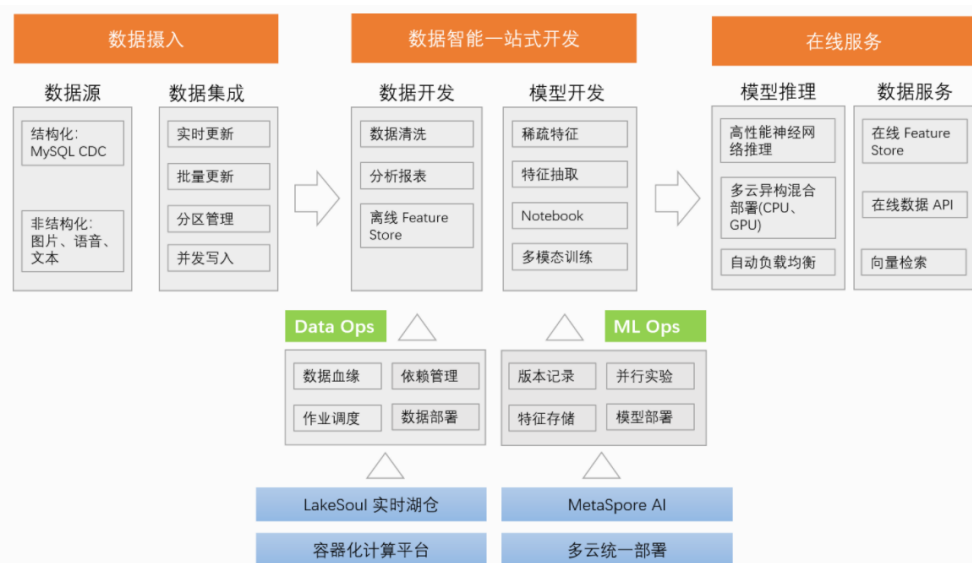 数据摄入
数据智能一站式开发
在线服务
数据源
数据集成
数据开发
模型开发
模型推理
数据服务
结构化:
MySQL CDC
非结构化:
图片、语音、
文本
实时更新
批量更新
分区管理
并发写入
数据清洗
分析报表
离线 Feature
Store
稀疏特征
特征抽取
Notebook
多模态训练
高性能神经网
络推理
多云异构混合
部署(CPU、
GPU)
自动负载均衡
在线 Feature
Store
在线数据 API
向量检索
Data Ops
ML Ops
数据血缘
依赖管理
作业调度
数据部署
版本记录
并行实验
特征存储
模型部署
LakeSoul 实时湖仓
MetaSpore AI
容器化计算平台
多云统一部署